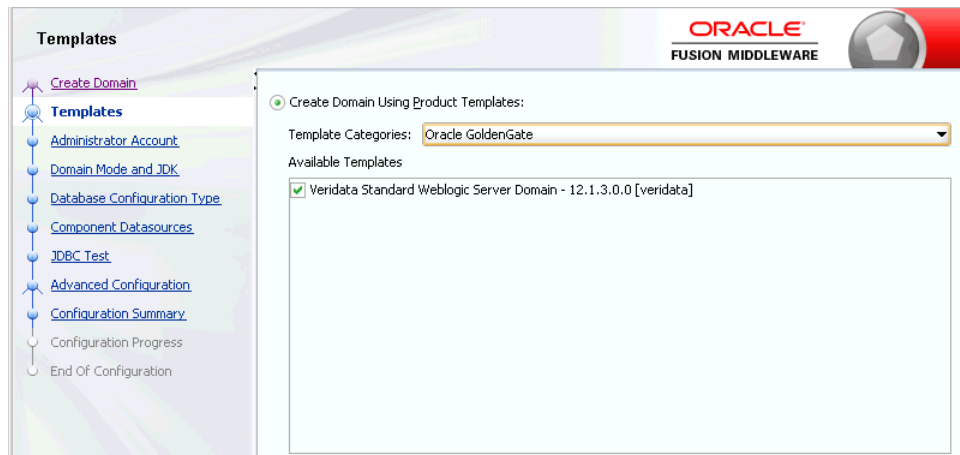 Templates
ORACLE
FUSION MIDDLEWARE
Create Domain
Templates
Administrator Account
Domain Mode and JDK
Database Configuration Type
Component Datasources
JDBC Test
Advanced Configuration
Configuration Summary
Configuration Progress
End Of Configuration
Create Domain Using Product Templates:
Template Categories: Oracle GoldenGate
Available Templates
Veridata Standard Weblogic Server Domain - 12.1.3.0.0 [veridata]